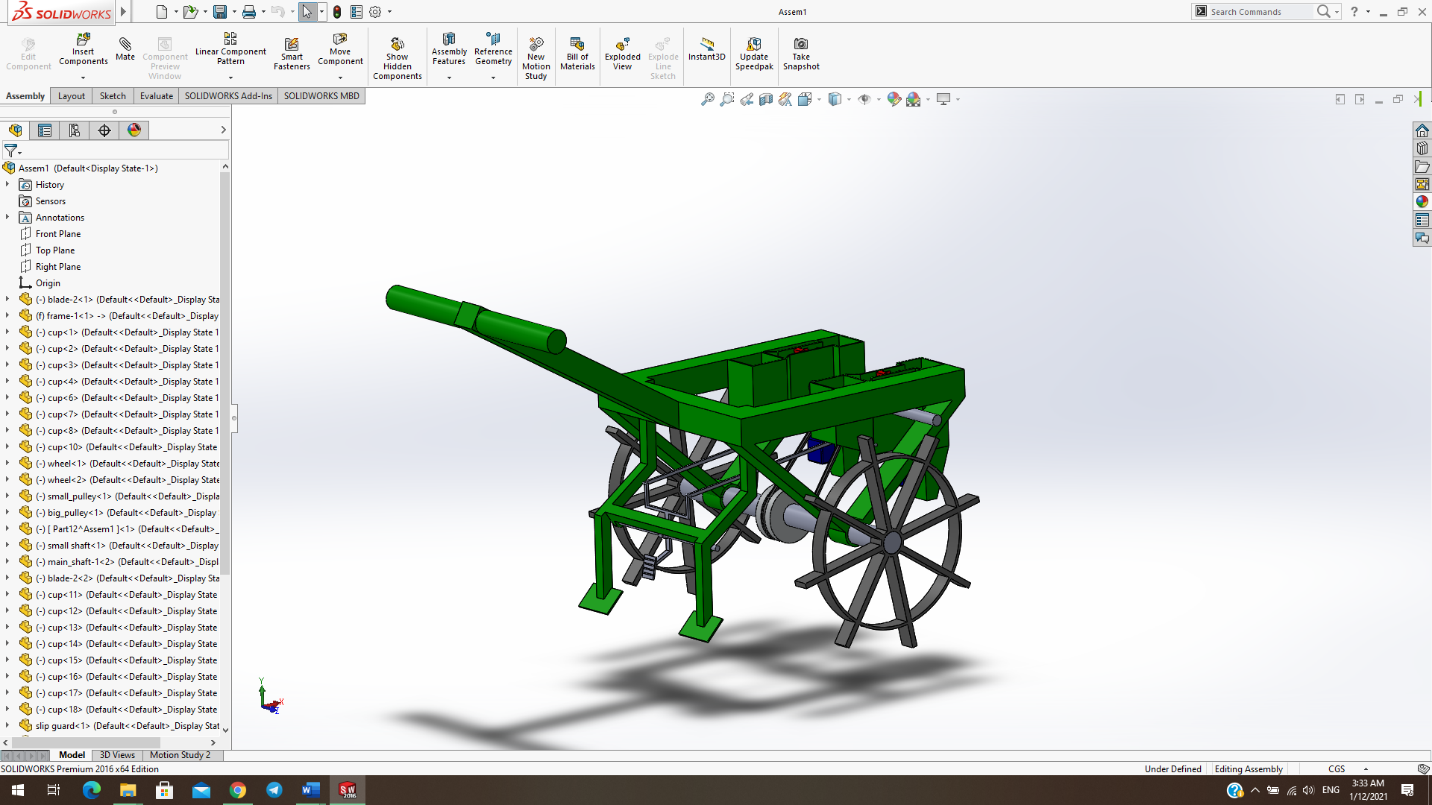 SOLIDWORKS
Assem1
Search Commands
Edit Component
Insert Components
Mate
Component Preview Window
Linear Component Pattern
Smart Fasteners
Move Component
Show Hidden Components
Assembly Features
Reference Geometry
New Motion Study
Bill of Materials
Exploded View
Explode Line Sketch
Instant3D
Update Speedpak
Take Snapshot
Assembly
Layout
Sketch
Evaluate
SOLIDWORKS Add-Ins
SOLIDWORKS MBD
Assem1 (Default<Display State-1>)
History
Sensors
Annotations
Front Plane
Top Plane
Right Plane
Origin
(-) blade-2<1> (Default<<Default>_Display Sta
(f) frame-1<1> -> (Default<<Default>_Display
(-) cup<1> (Default<<Default>_Display State 1
(-) cup<2> (Default<<Default>_Display State 1
(-) cup<3> (Default<<Default>_Display State 1
(-) cup<4> (Default<<Default>_Display State 1
(-) cup<6> (Default<<Default>_Display State 1
(-) cup<7> (Default<<Default>_Display State 1
(-) cup<8> (Default<<Default>_Display State 1
(-) cup<10> (Default<<Default>_Display State
(-) wheel<1> (Default<<Default>_Display State
(-) wheel<2> (Default<<Default>_Display State
(-) small_pulley<1> (Default<<Default>_Displa
(-) big_pulley<1> (Default<<Default>_Display
(-) [ Part12^Assem1 ]<1> (Default<<Default>_
(-) small shaft<1> (Default<<Default>_Display
(-) main_shaft-1<2> (Default<<Default>_Displa
(-) blade-2<2> (Default<<Default>_Display Sta
(-) cup<11> (Default<<Default>_Display State
(-) cup<12> (Default<<Default>_Display State
(-) cup<13> (Default<<Default>_Display State
(-) cup<14> (Default<<Default>_Display State
(-) cup<15> (Default<<Default>_Display State
(-) cup<16> (Default<<Default>_Display State
(-) cup<17> (Default<<Default>_Display State
(-) cup<18> (Default<<Default>_Display State
slip guard<1> (Default<<Default>_Display Stat
Y
X
Z
Model
3D Views
Motion Study 2
SOLIDWORKS Premium 2016 x64 Edition
Under Defined
Editing Assembly
CGS
ENG
3:33 AM
1/12/2021